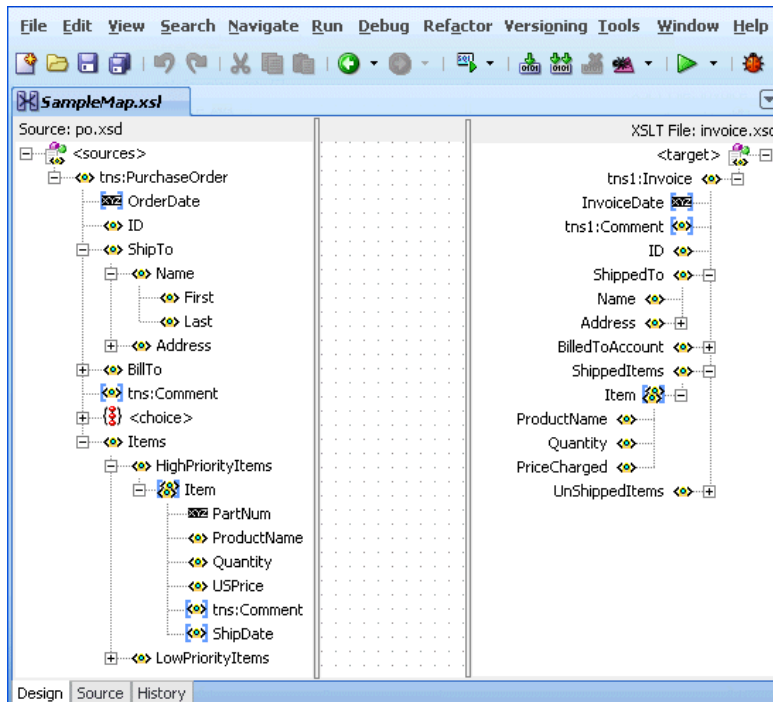 File Edit View Search Navigate Run Debug Refactor Versioning Tools Window Help
SampleMap.xsl
Source: po.xsd
XSLT File: invoice.xsd
<sources>
tns:PurchaseOrder
OrderDate
ID
ShipTo
Name
First
Last
Address
BillTo
tns:Comment
<choice>
Items
HighPriorityItems
Item
PartNum
ProductName
Quantity
USPrice
tns:Comment
ShipDate
LowPriorityItems
<target>
tns1:Invoice
InvoiceDate
tns1:Comment
ID
ShippedTo
Name
Address
BilledToAccount
ShippedItems
Item
ProductName
Quantity
PriceCharged
UnShippedItems
Design Source History